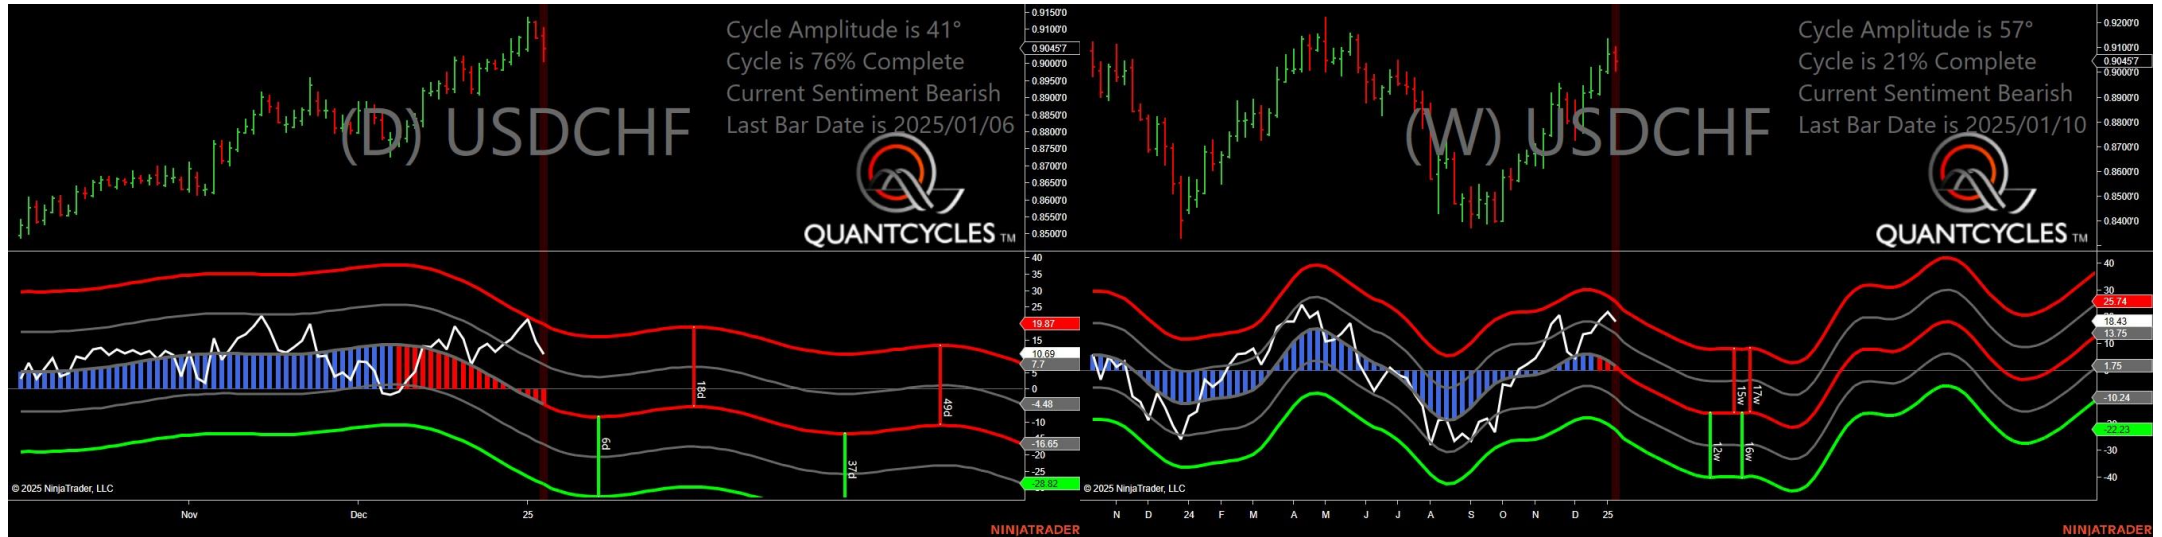 Cycle Amplitude is 41°
Cycle is 76% Complete
Current Sentiment Bearish
Last Bar Date is 2025/01/06
(D) USDCHF
QUANTCYCLES TM
0.9150'0
0.9100'0
0.9045'7
0.9000'0
0.8950'0
0.8900'0
0.8850'0
0.8800'0
0.8750'0
0.8700'0
0.8650'0
0.8600'0
0.8550'0
0.8500'0
40
35
30
25
19.87
15
10.69
7.7
5
0
-4.48
-10
-16.65
-20
-25
-28.82
18d
49d
6d
37d
© 2025 NinjaTrader, LLC
Nov Dec 25
NINJATRADER
Cycle Amplitude is 57°
Cycle is 21% Complete
Current Sentiment Bearish
Last Bar Date is 2025/01/10
(W) USDCHF
QUANTCYCLES TM
0.9200'0
0.9100'0
0.9045'7
0.9000'0
0.8900'0
0.8800'0
0.8700'0
0.8600'0
0.8500'0
0.8400'0
40
30
25.74
18.43
13.75
10
1.75
-10.24
-22.23
-30
-40
15w
17w
12w
16w
© 2025 NinjaTrader, LLC
N D 24 F M A M J J A S O N D 25
NINJATRADER